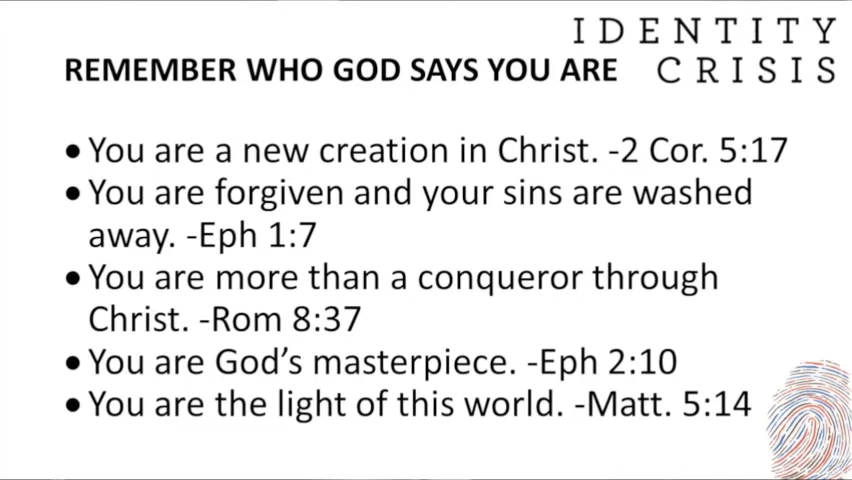 IDENTITY
CRISIS
REMEMBER WHO GOD SAYS YOU ARE
• You are a new creation in Christ. -2 Cor. 5:17
• You are forgiven and your sins are washed
away. -Eph 1:7
• You are more than a conqueror through
Christ. -Rom 8:37
• You are God’s masterpiece. -Eph 2:10
• You are the light of this world. -Matt. 5:14